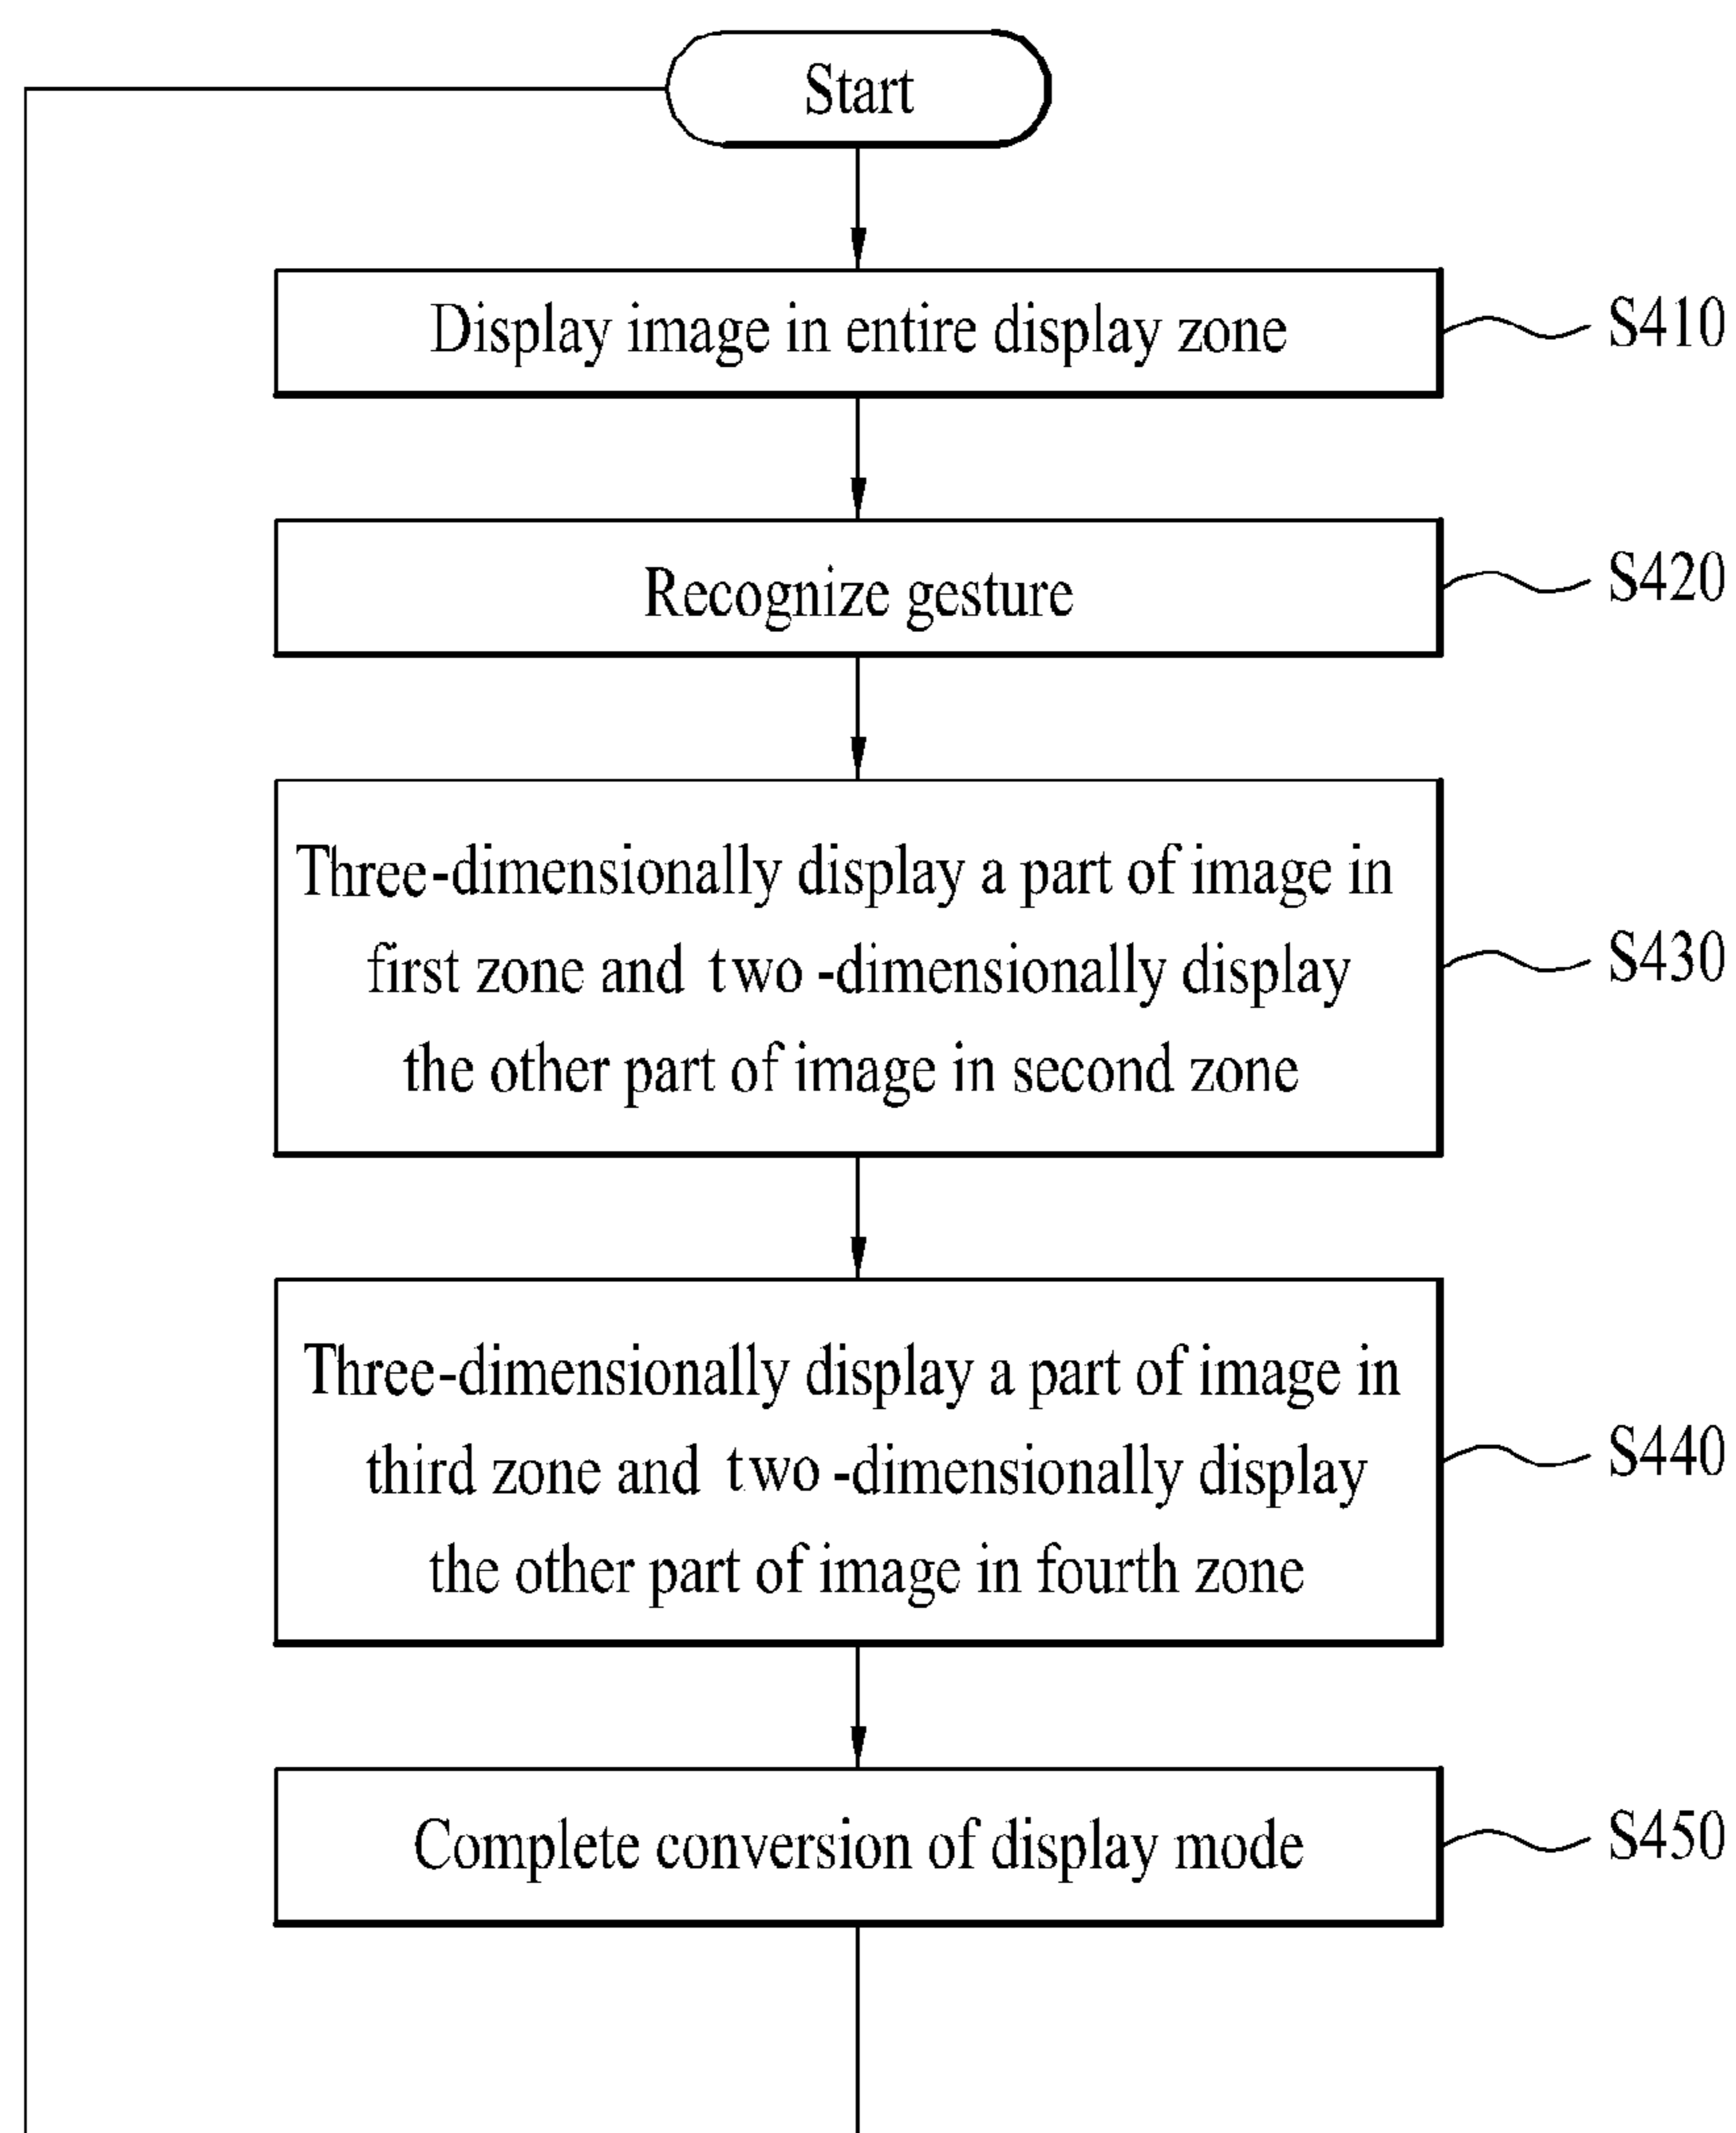 Start
Display image in entire display zone
S410
Recognize gesture
S420
Three-dimensionally display a part of image in
first zone and two-dimensionally display
the other part of image in second zone
S430
Three-dimensionally display a part of image in
third zone and two-dimensionally display
the other part of image in fourth zone
S440
Complete conversion of display mode
S450